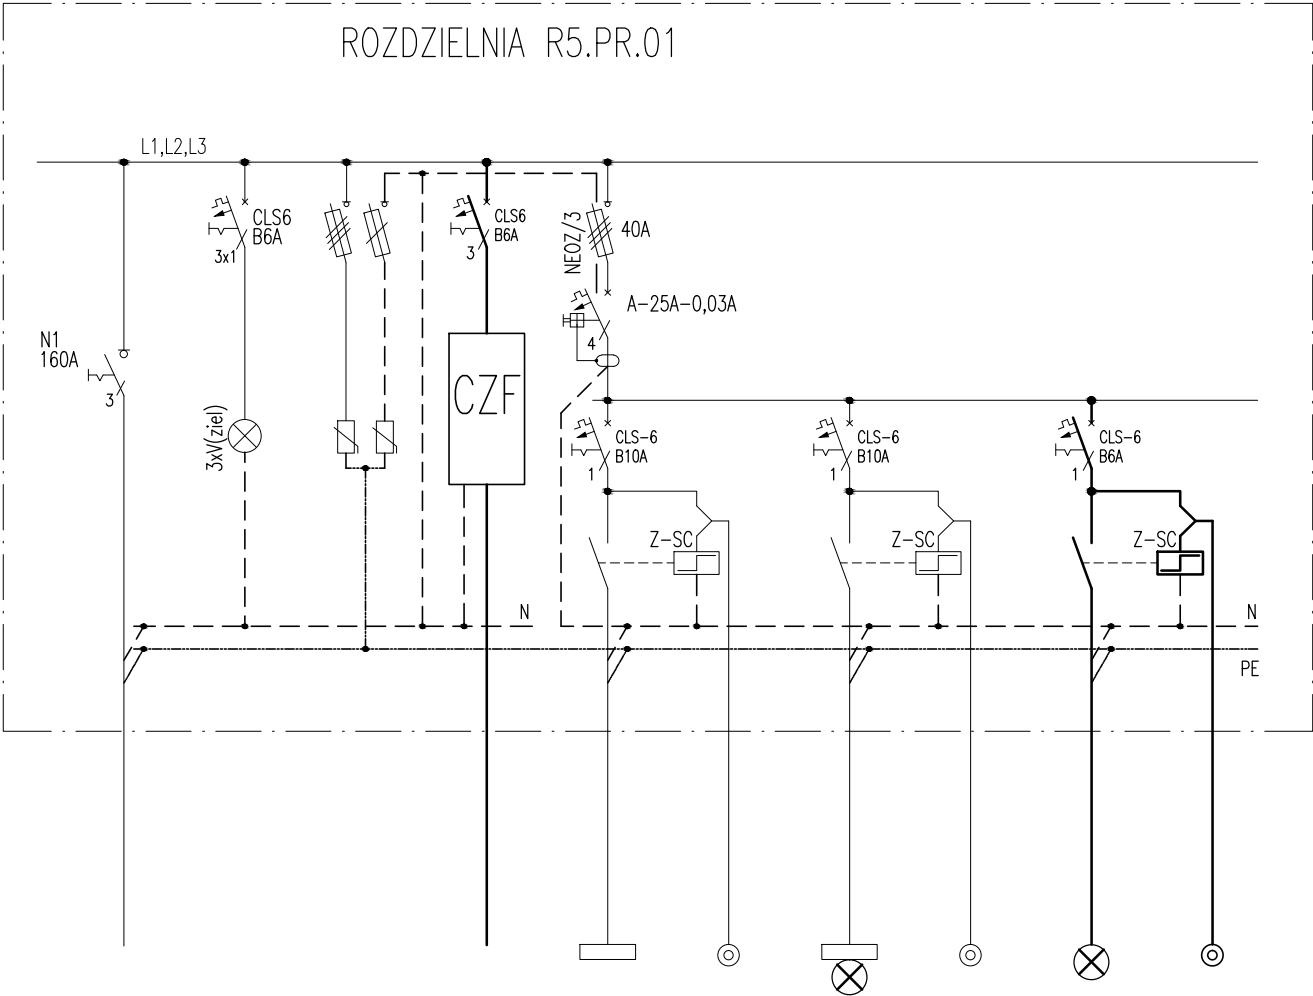 ROZDZIELNIA R5.PR.01
L1,L2,L3
CLS6
B6A
3x1
CLS6
B6A
3
NEOZ/3
40A
A-25A-0,03A
4
N1
160A
3
CZF
3xV(ziel)
CLS-6
B10A
1
CLS-6
B10A
1
CLS-6
B6A
1
Z-SC
Z-SC
Z-SC
N
N
PE